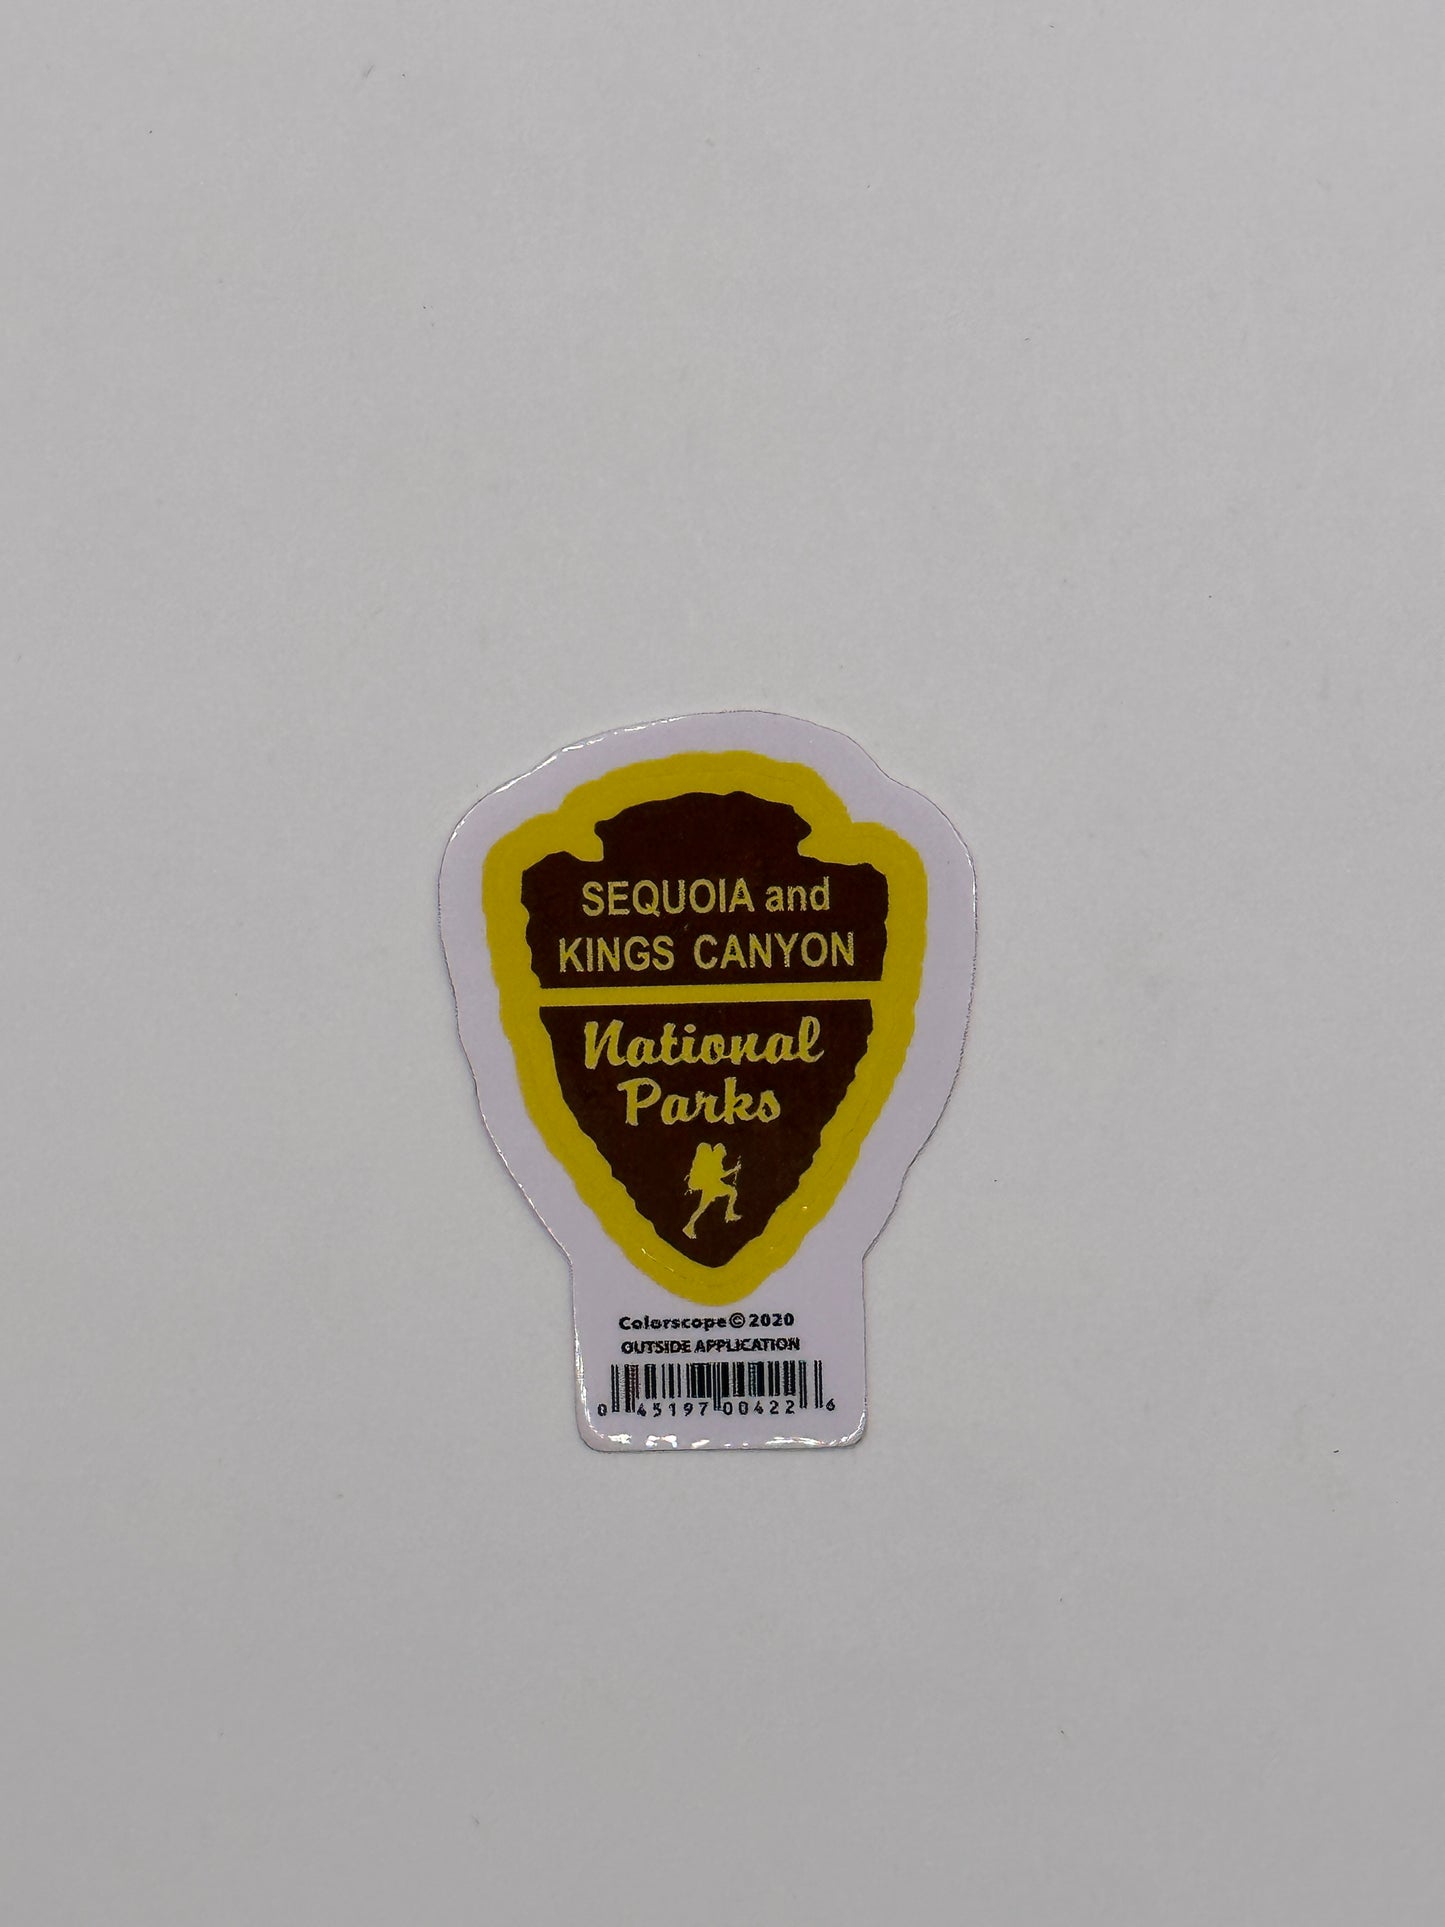 SEQUOIA and
KINGS CANYON
National
Parks
Colorscope©2020
OUTSIDE APPLICATION
0 45197 00422 6